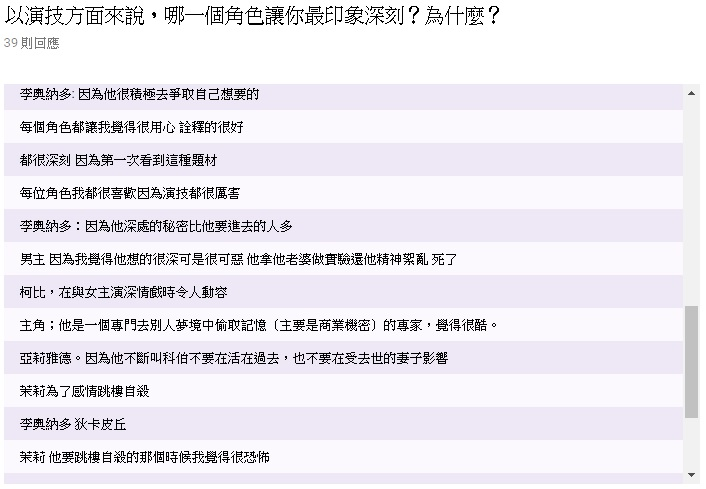 以演技方面來說，哪一個角色讓你最印象深刻？為什麼？
39 則回應
李奧納多: 因為他很積極去爭取自己想要的
每個角色都讓我覺得很用心 詮釋的很好
都很深刻 因為第一次看到這種題材
每位角色我都很喜歡因為演技都很厲害
李奧納多：因為他深處的秘密比他要進去的人多
男主 因為我覺得他想的很深可是很可惡 他拿他老婆做實驗還他精神絮亂 死了
柯比，在與女主演深情戲時令人動容
主角；他是一個專門去別人夢境中偷取記憶〔主要是商業機密〕的專家，覺得很酷。
亞莉雅德。因為他不斷叫科伯不要在活在過去，也不要在受去世的妻子影響
茉莉為了感情跳樓自殺
李奧納多 狄卡皮丘
茉莉 他要跳樓自殺的那個時候我覺得很恐怖